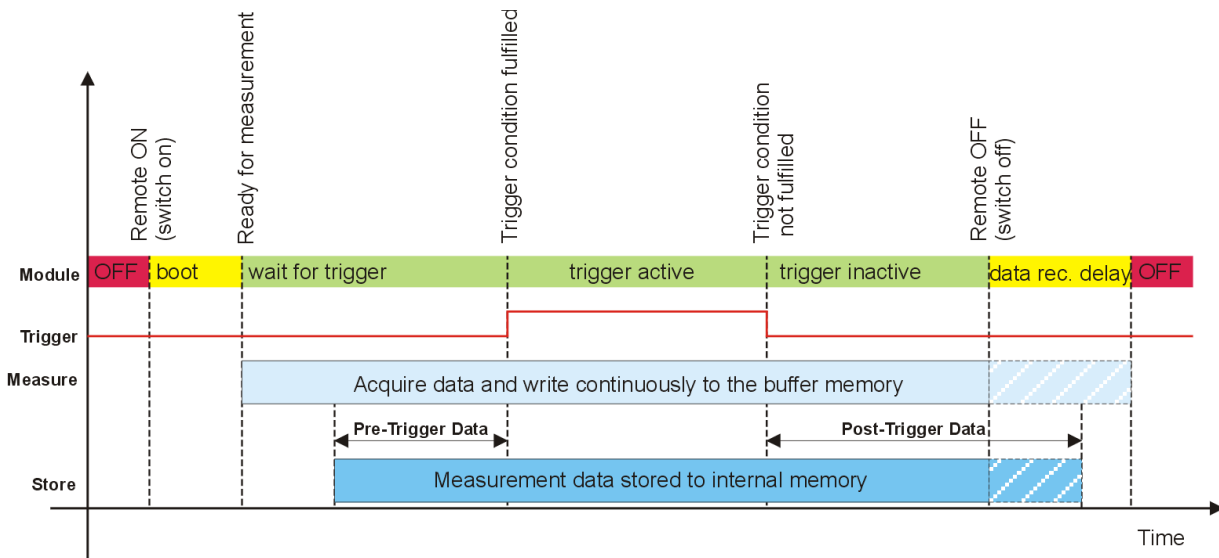 Remote ON
(switch on)
Ready for measurement
Trigger condition fulfilled
Trigger condition
not fulfilled
Remote OFF
(switch off)
Module
OFF
boot
wait for trigger
trigger active
trigger inactive
data rec. delay
OFF
Trigger
Measure
Acquire data and write continuously to the buffer memory
Pre-Trigger Data
Post-Trigger Data
Store
Measurement data stored to internal memory
Time